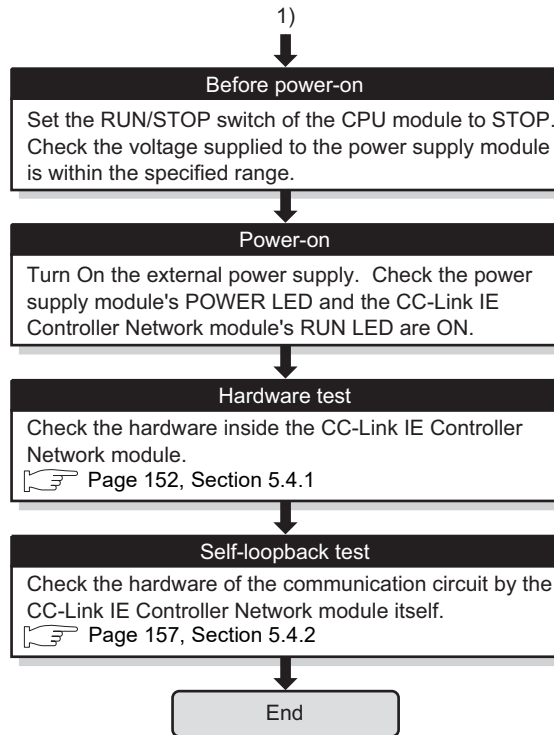 1)
Before power-on
Set the RUN/STOP switch of the CPU module to STOP.
Check the voltage supplied to the power supply module
is within the specified range.
Power-on
Turn On the external power supply.  Check the power
supply module's POWER LED and the CC-Link IE
Controller Network module's RUN LED are ON.
Hardware test
Check the hardware inside the CC-Link IE Controller
Network module.
Page 152, Section 5.4.1
Self-loopback test
Check the hardware of the communication circuit by the
CC-Link IE Controller Network module itself.
Page 157, Section 5.4.2
End